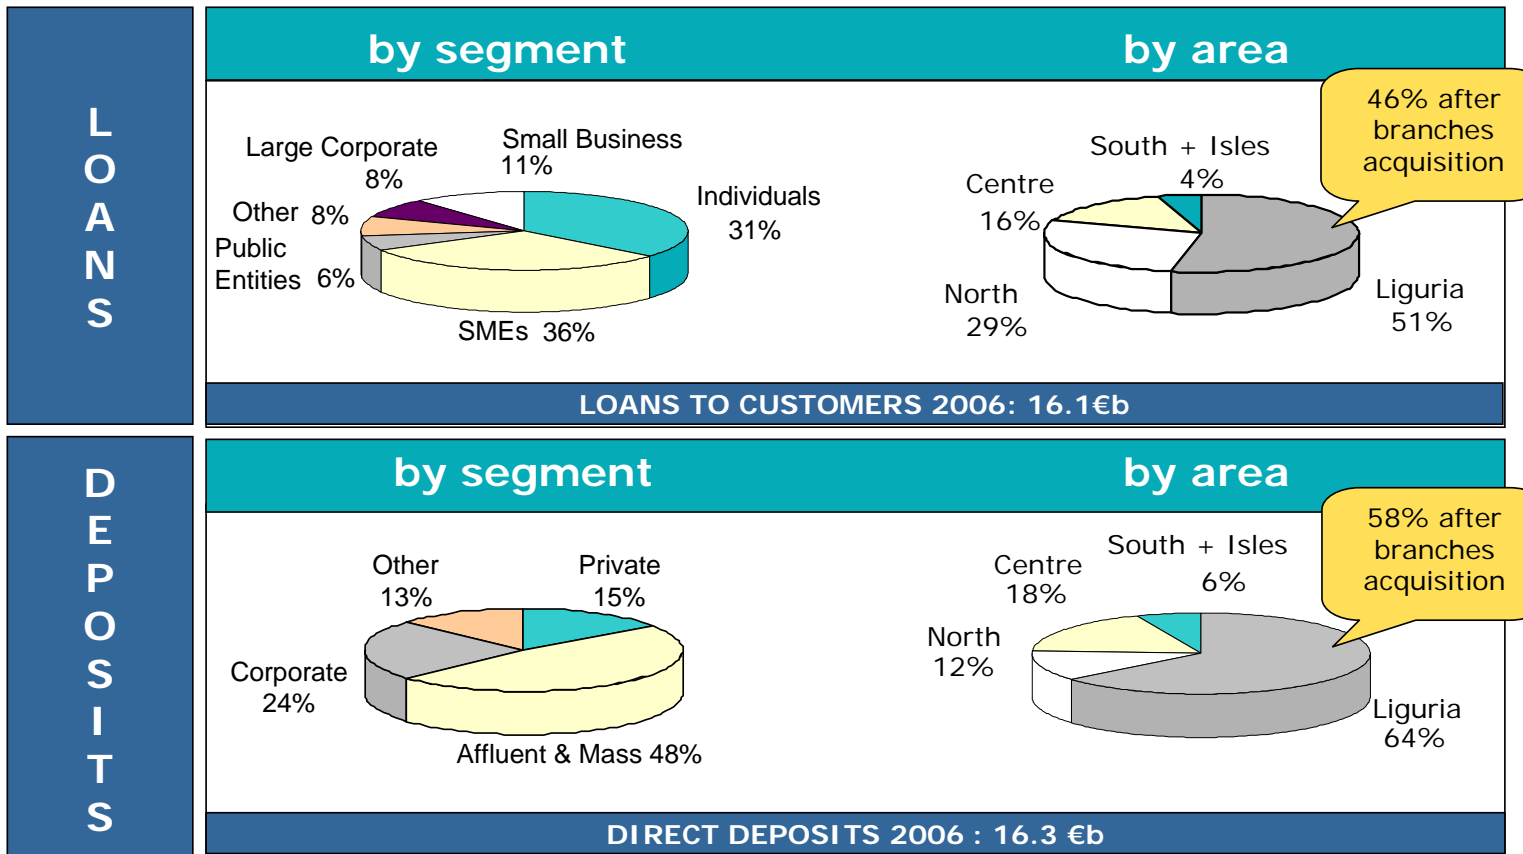 LOANS
by segment
by area
46% after
branches
acquisition
Large Corporate
8%
Small Business
11%
Individuals
31%
Other 8%
Public
Entities 6%
SMEs 36%
South + Isles
4%
Centre
16%
North
29%
Liguria
51%
LOANS TO CUSTOMERS 2006: 16.1€b
DEPOSITS
by segment
by area
58% after
branches
acquisition
Other
13%
Private
15%
Corporate
24%
Affluent & Mass 48%
South + Isles
6%
Centre
18%
North
12%
Liguria
64%
DIRECT DEPOSITS 2006 : 16.3 €b